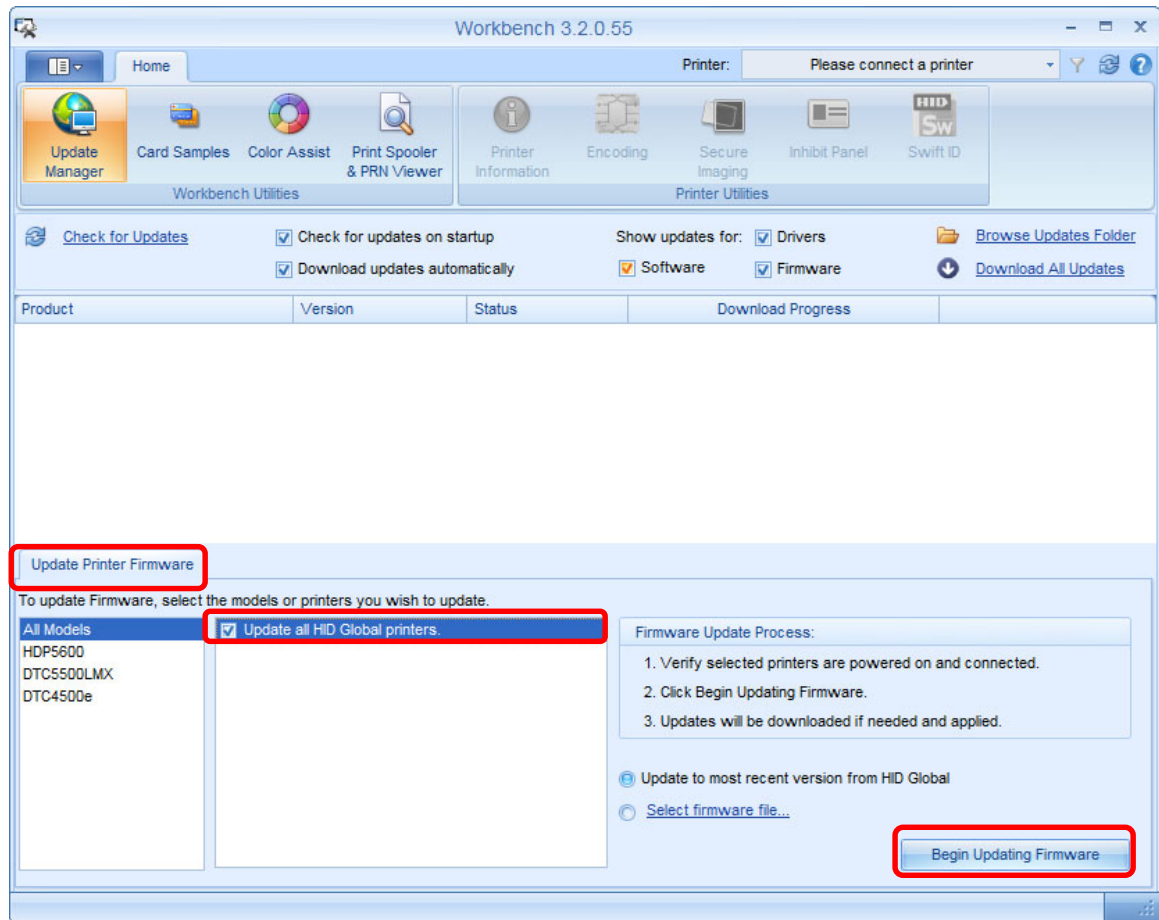 Workbench 3.2.0.55
Home
Printer: Please connect a printer
Update Manager
Card Samples
Color Assist
Print Spooler & PRN Viewer
Printer Information
Encoding
Secure Imaging
Inhibit Panel
HID
Sw
Swift ID
Workbench Utilities
Printer Utilities
Check for Updates
Check for updates on startup
Show updates for:
Drivers
Browse Updates Folder
Download updates automatically
Software
Firmware
Download All Updates
Product
Version
Status
Download Progress
Update Printer Firmware
To update Firmware, select the models or printers you wish to update.
All Models
HDP5600
DTC5500LMX
DTC4500e
Update all HID Global printers.
Firmware Update Process:
1. Verify selected printers are powered on and connected.
2. Click Begin Updating Firmware.
3. Updates will be downloaded if needed and applied.
Update to most recent version from HID Global
Select firmware file...
Begin Updating Firmware